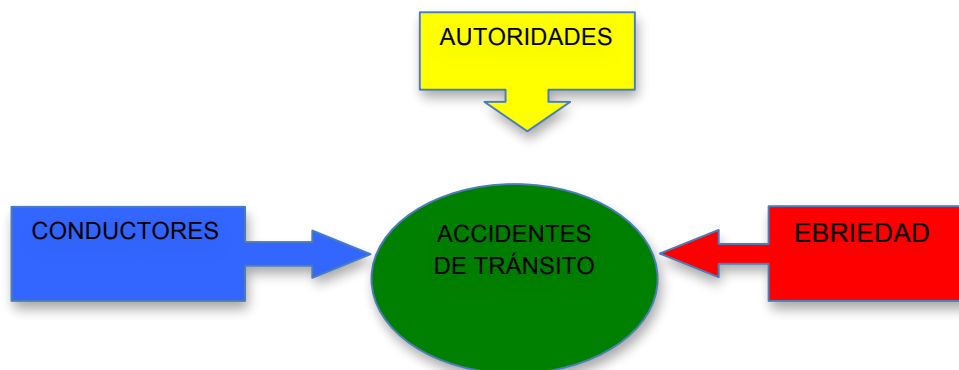 AUTORIDADES
CONDUCTORES
ACCIDENTES
DE TRÁNSITO
EBRIEDAD